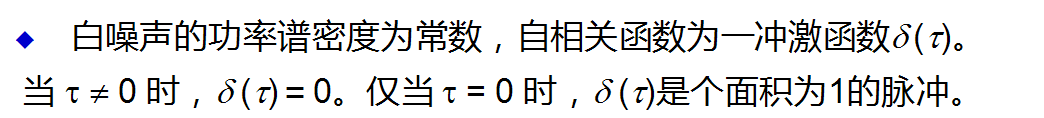 ◆ 白噪声的功率谱密度为常数，自相关函数为一冲激函数δ(τ)。
当 τ ≠ 0 时，δ(τ) = 0。仅当 τ = 0 时，δ(τ)是个面积为1的脉冲。